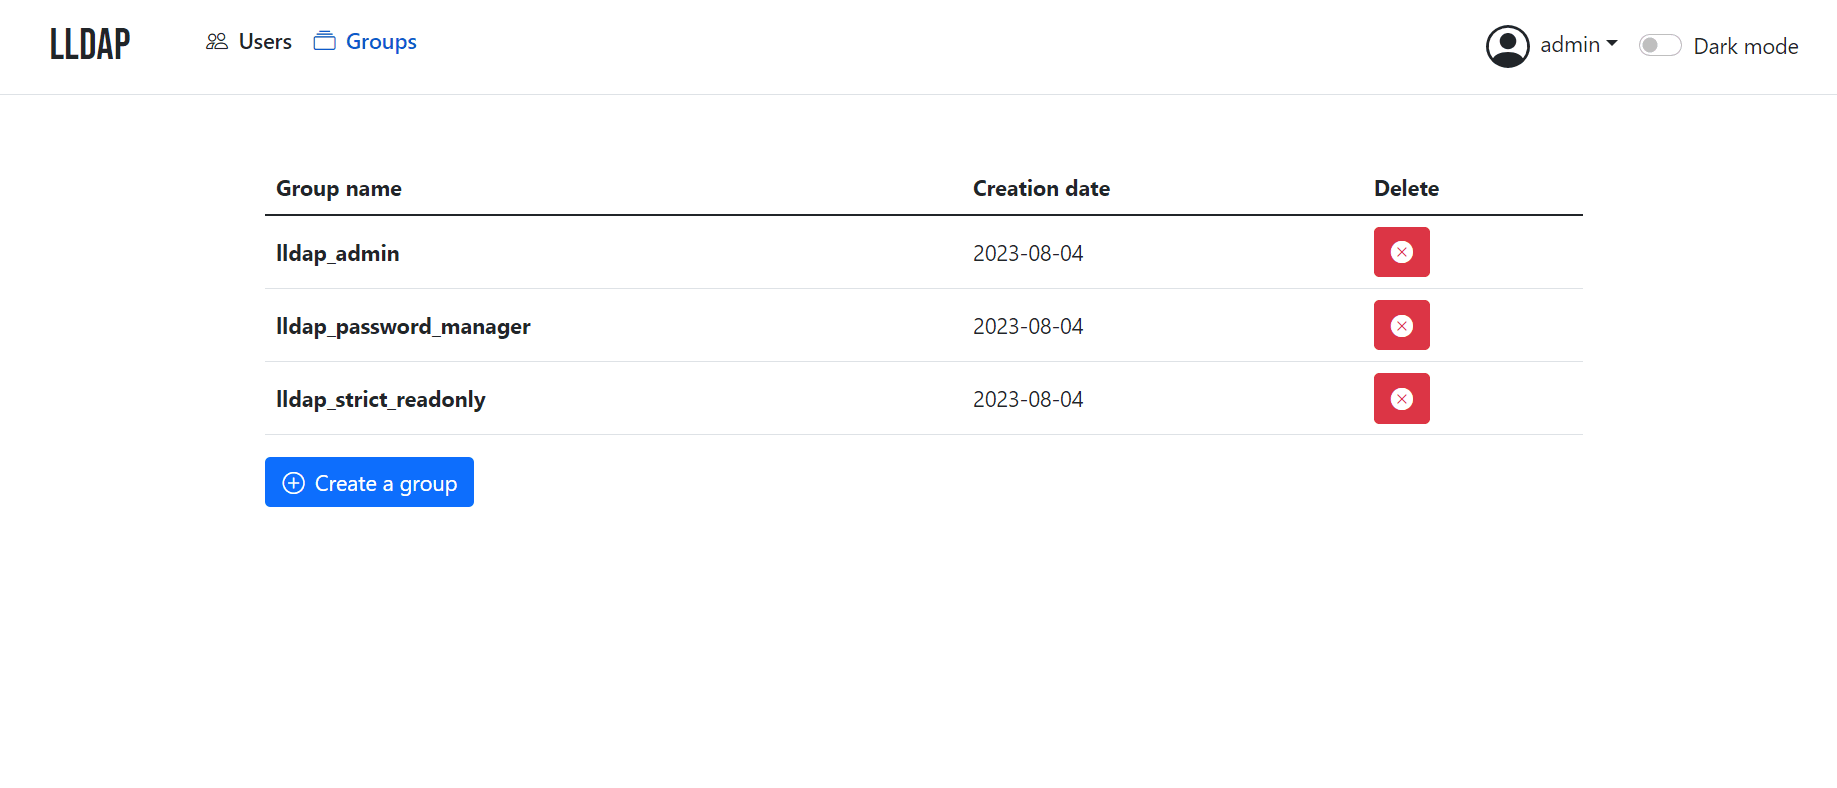 LLDAP Users Groups admin Dark mode
Group name Creation date Delete
lldap_admin 2023-08-04
lldap_password_manager 2023-08-04
lldap_strict_readonly 2023-08-04
Create a group